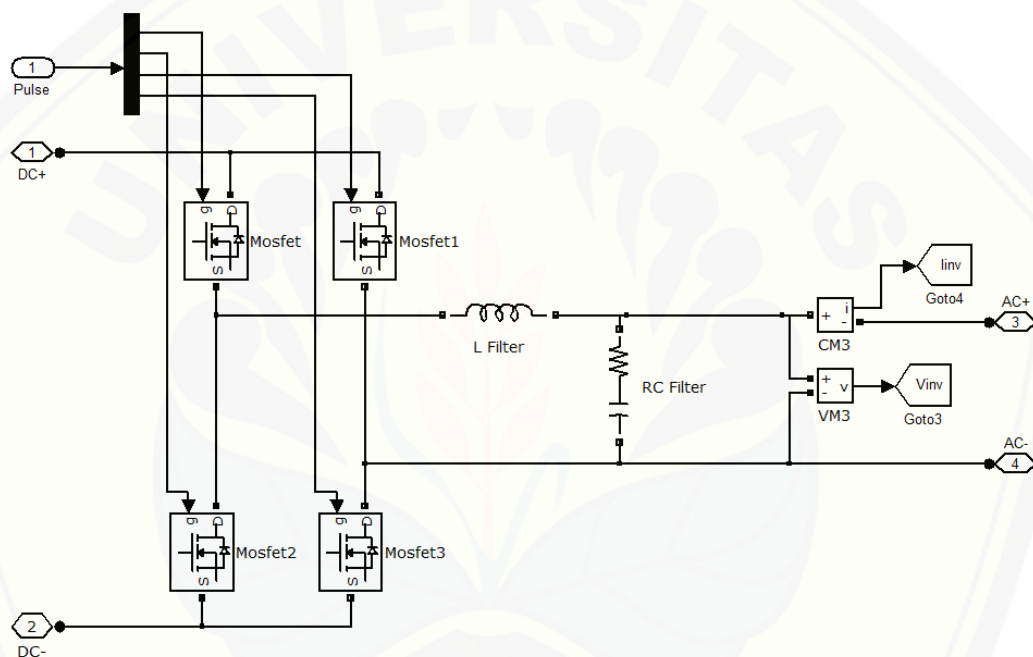 UNIVERSITAS
1
Pulse
1
DC+
g
D
S
Mosfet
g
D
S
Mosfet1
L Filter
RC Filter
+
i
-
CM3
Iinv
Goto4
AC+
3
+
-
v
VM3
Vinv
Goto3
AC-
4
g
D
S
Mosfet2
g
D
S
Mosfet3
2
DC-